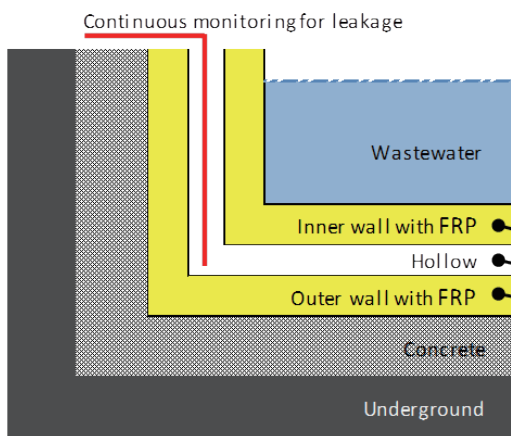 Continuous monitoring for leakage
Wastewater
Inner wall with FRP
Hollow
Outer wall with FRP
Concrete
Underground